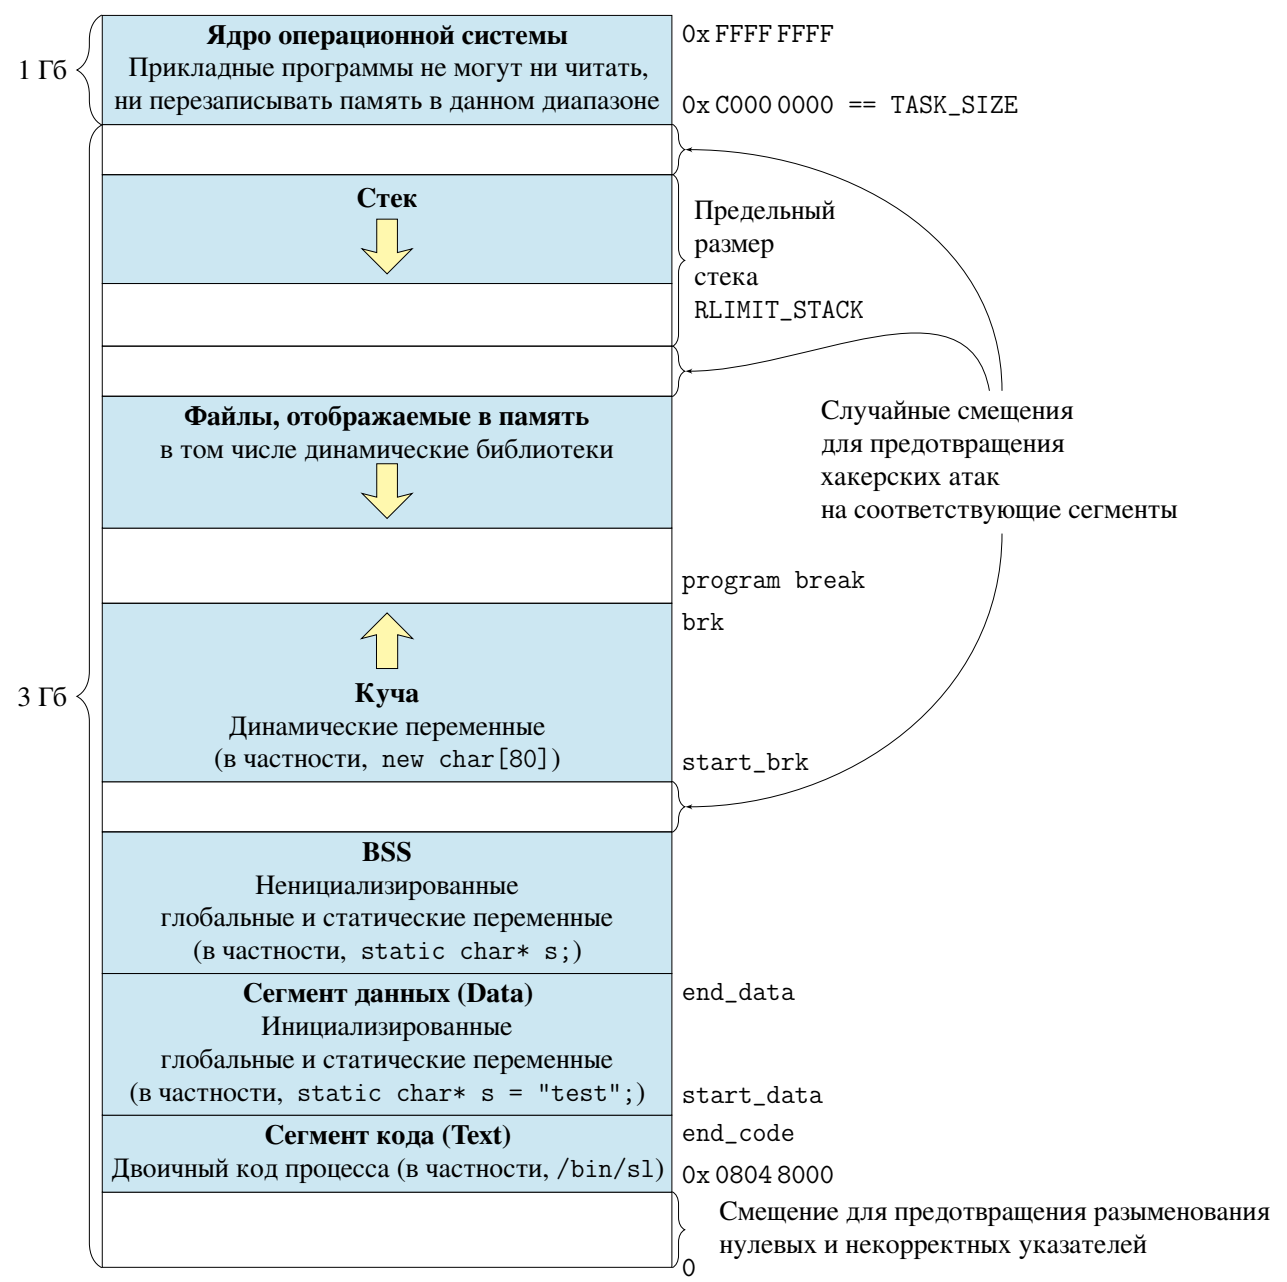 1 Гб
Ядро операционной системы
Прикладные программы не могут ни читать,
ни перезаписывать память в данном диапазоне
0x FFFF FFFF
0x C000 0000 == TASK_SIZE
Стек
Предельный
размер
стека
RLIMIT_STACK
Файлы, отображаемые в память
в том числе динамические библиотеки
Случайные смещения
для предотвращения
хакерских атак
на соответствующие сегменты
program break
brk
3 Гб
Куча
Динамические переменные
(в частности, new char[80])
start_brk
BSS
Ненициализированные
глобальные и статические переменные
(в частности, static char* s;)
Сегмент данных (Data)
Инициализированные
глобальные и статические переменные
(в частности, static char* s = "test";)
end_data
start_data
Сегмент кода (Text)
Двоичный код процесса (в частности, /bin/sl)
end_code
0x 0804 8000
Смещение для предотвращения разыменования
нулевых и некорректных указателей
0